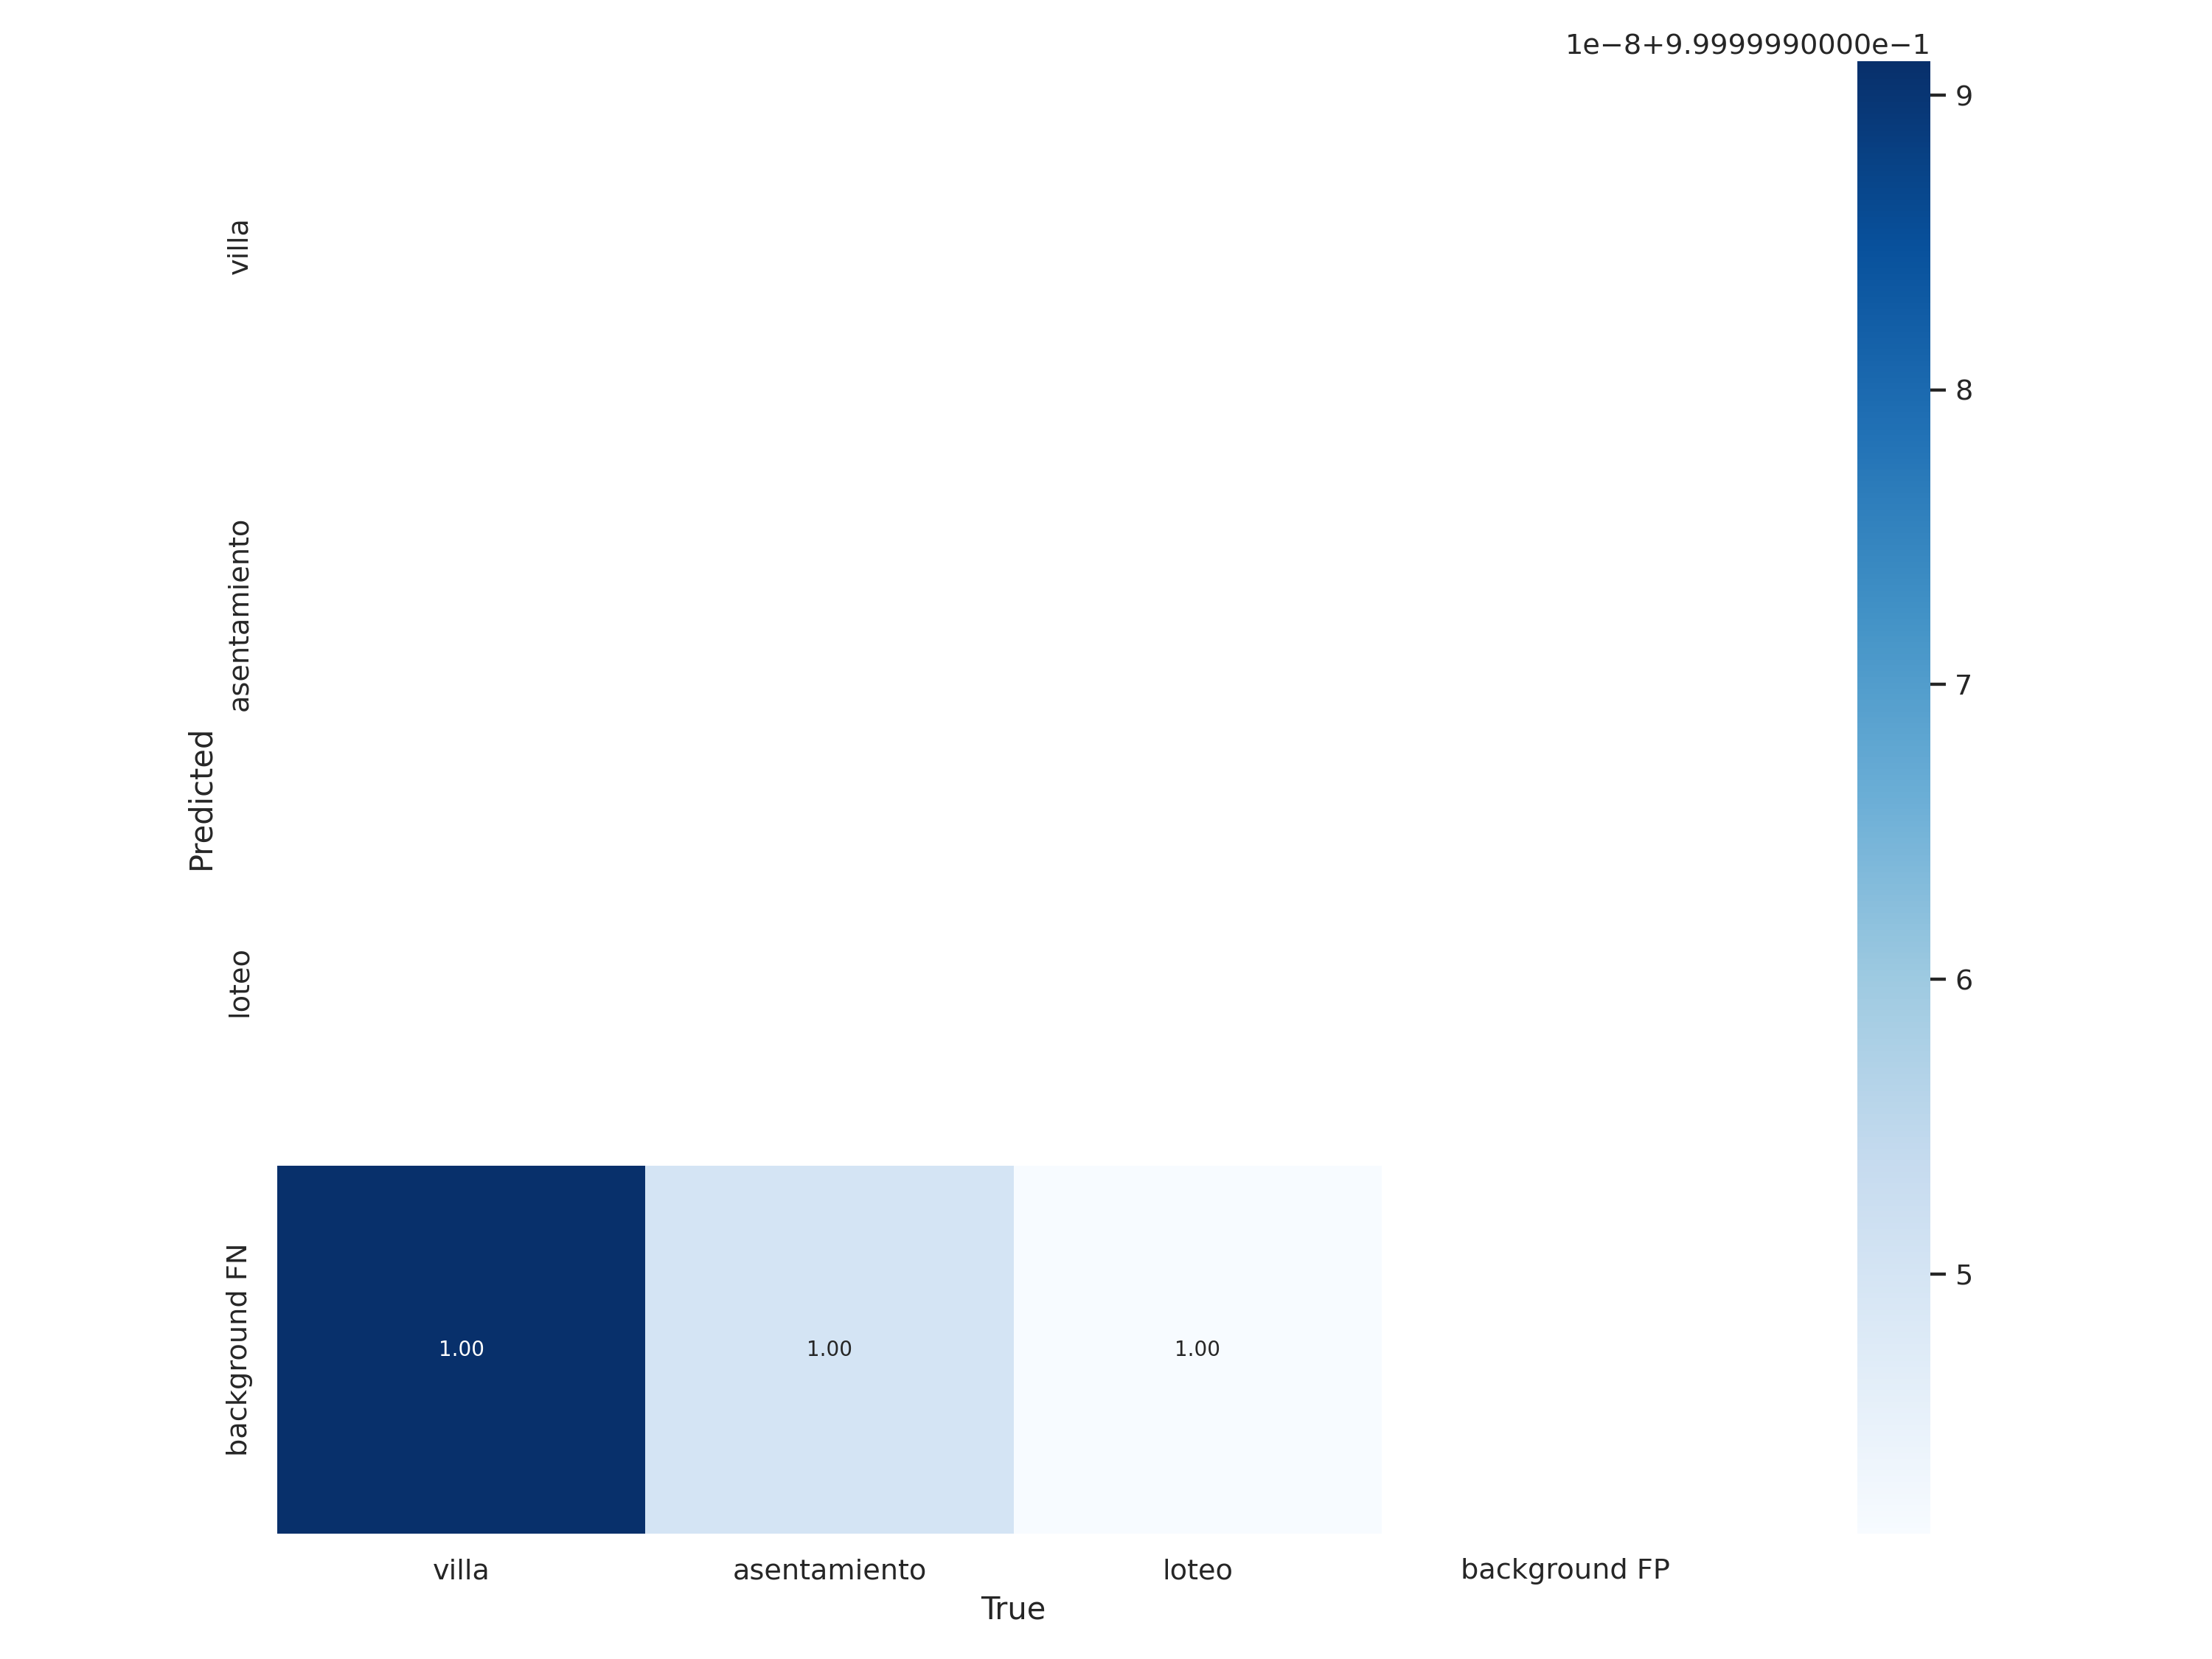 1e−8+9.9999990000e−1
9
8
7
6
5
Predicted
villa
asentamiento
loteo
background FN
1.00 1.00 1.00
villa asentamiento loteo background FP
True